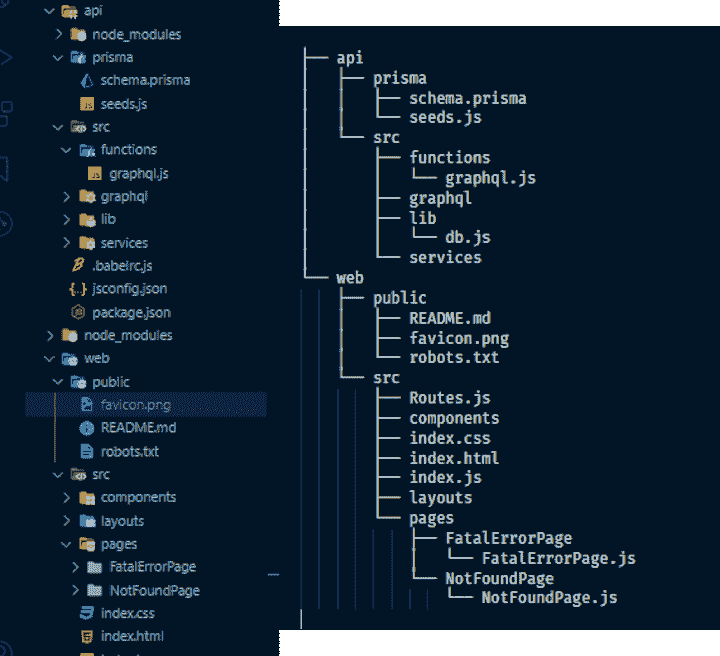 api
node_modules
prisma
schema.prisma
seeds.js
src
functions
graphql.js
graphql
lib
services
.babelrc.js
{..} jsconfig.json
package.json
node_modules
web
public
favicon.png
README.md
robots.txt
src
components
layouts
pages
FatalErrorPage
NotFoundPage
index.css
index.html
├── api
│   ├── prisma
│   │   ├── schema.prisma
│   │   └── seeds.js
│   └── src
│       ├── functions
│       │   └── graphql.js
│       ├── graphql
│       ├── lib
│       │   └── db.js
│       └── services
└── web
    ├── public
    │   ├── README.md
    │   ├── favicon.png
    │   └── robots.txt
    └── src
        ├── Routes.js
        ├── components
        ├── index.css
        ├── index.html
        ├── index.js
        ├── layouts
        └── pages
            ├── FatalErrorPage
            │   └── FatalErrorPage.js
            └── NotFoundPage
                └── NotFoundPage.js